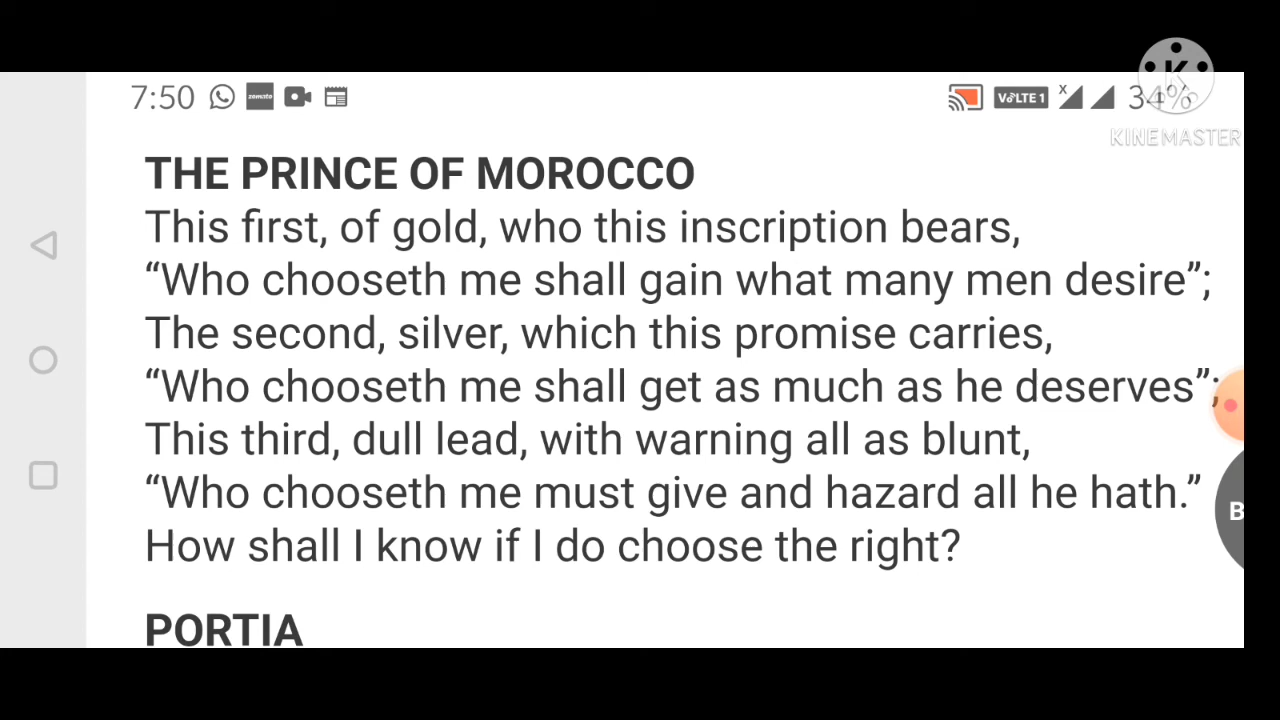 7:50 zomato VoLTE 1 X 34%
K
KINEMASTER
THE PRINCE OF MOROCCO
This first, of gold, who this inscription bears,
“Who chooseth me shall gain what many men desire”;
The second, silver, which this promise carries,
“Who chooseth me shall get as much as he deserves”;
This third, dull lead, with warning all as blunt,
“Who chooseth me must give and hazard all he hath.”
B
How shall I know if I do choose the right?
PORTIA